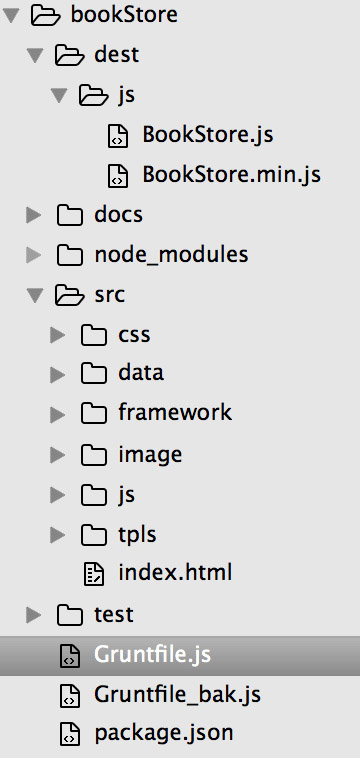 bookStore
dest
js
BookStore.js
BookStore.min.js
docs
node_modules
src
css
data
framework
image
js
tpls
index.html
test
Gruntfile.js
Gruntfile_bak.js
package.json